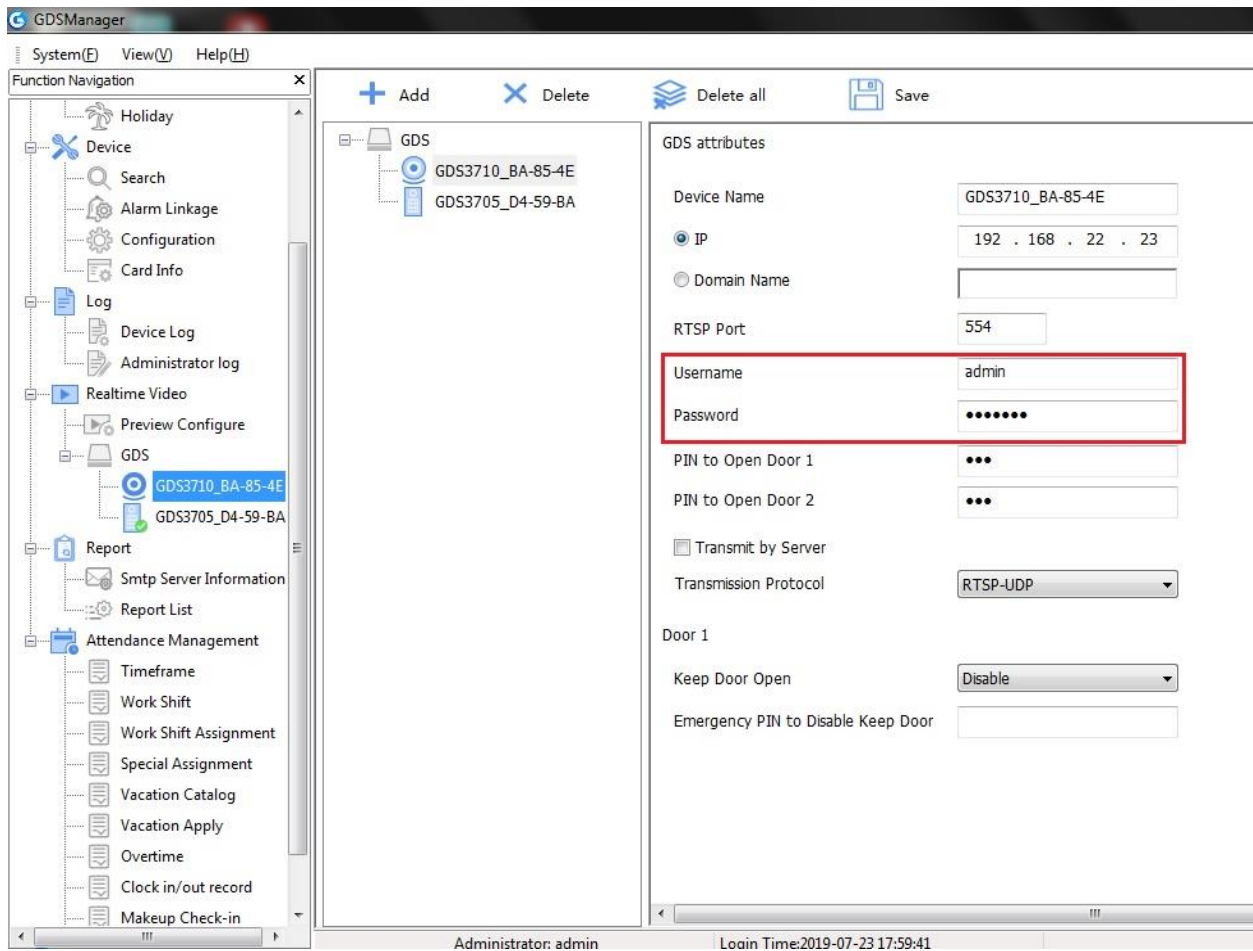 GDSManager
System(F) View(V) Help(H)
Function Navigation
Holiday
Device
Search
Alarm Linkage
Configuration
Card Info
Log
Device Log
Administrator log
Realtime Video
Preview Configure
GDS
GDS3710_BA-85-4E
GDS3705_D4-59-BA
Report
Smtp Server Information
Report List
Attendance Management
Timeframe
Work Shift
Work Shift Assignment
Special Assignment
Vacation Catalog
Vacation Apply
Overtime
Clock in/out record
Makeup Check-in
Add Delete Delete all Save
GDS
GDS3710_BA-85-4E
GDS3705_D4-59-BA
GDS attributes
Device Name GDS3710_BA-85-4E
IP 192 . 168 . 22 . 23
Domain Name
RTSP Port 554
Username admin
Password •••••••
PIN to Open Door 1 •••
PIN to Open Door 2 •••
Transmit by Server
Transmission Protocol RTSP-UDP
Door 1
Keep Door Open Disable
Emergency PIN to Disable Keep Door
Administrator: admin Login Time:2019-07-23 17:59:41